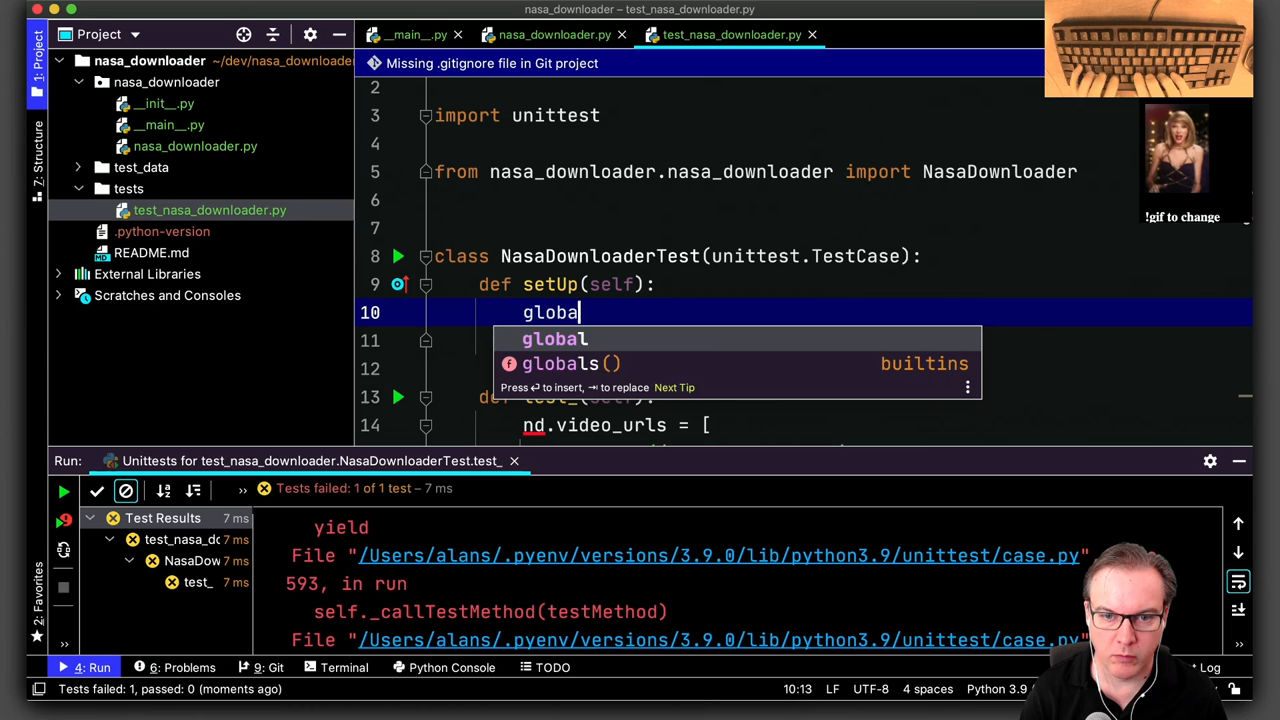 nasa_downloader – test_nasa_downloader.py
Project
__main__.py
nasa_downloader.py
test_nasa_downloader.py
1: Project
7: Structure
2: Favorites
nasa_downloader ~/dev/nasa_downloader
nasa_downloader
__init__.py
__main__.py
nasa_downloader.py
test_data
tests
test_nasa_downloader.py
.python-version
README.md
External Libraries
Scratches and Consoles
Missing .gitignore file in Git project
2
3 import unittest
4
5 from nasa_downloader.nasa_downloader import NasaDownloader
6
7
8 class NasaDownloaderTest(unittest.TestCase):
9 def setUp(self):
10 globa
11
12
13 def test_(self):
14 nd.video_urls = [
global
globals() builtins
Press ↵ to insert, ⇥ to replace Next Tip
!gif to change
Run: Unittests for test_nasa_downloader.NasaDownloaderTest.test_
Tests failed: 1 of 1 test – 7 ms
Test Results 7 ms
test_nasa_dc 7 ms
NasaDow 7 ms
test_ 7 ms
yield
File "/Users/alans/.pyenv/versions/3.9.0/lib/python3.9/unittest/case.py"
593, in run
self._callTestMethod(testMethod)
File "/Users/alans/.pyenv/versions/3.9.0/lib/python3.9/unittest/case.py"
4: Run
6: Problems
9: Git
Terminal
Python Console
TODO
Log
Tests failed: 1, passed: 0 (moments ago)
10:13 LF UTF-8 4 spaces Python 3.9